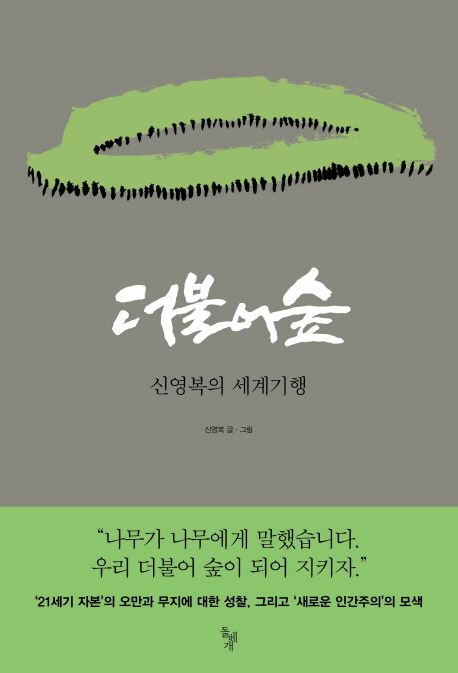 더불어숲
신영복의 세계기행
신영복 글·그림
“나무가 나무에게 말했습니다.
우리 더불어 숲이 되어 지키자.”
‘21세기 자본’의 오만과 무지에 대한 성찰, 그리고 ‘새로운 인간주의’의 모색
돌베개